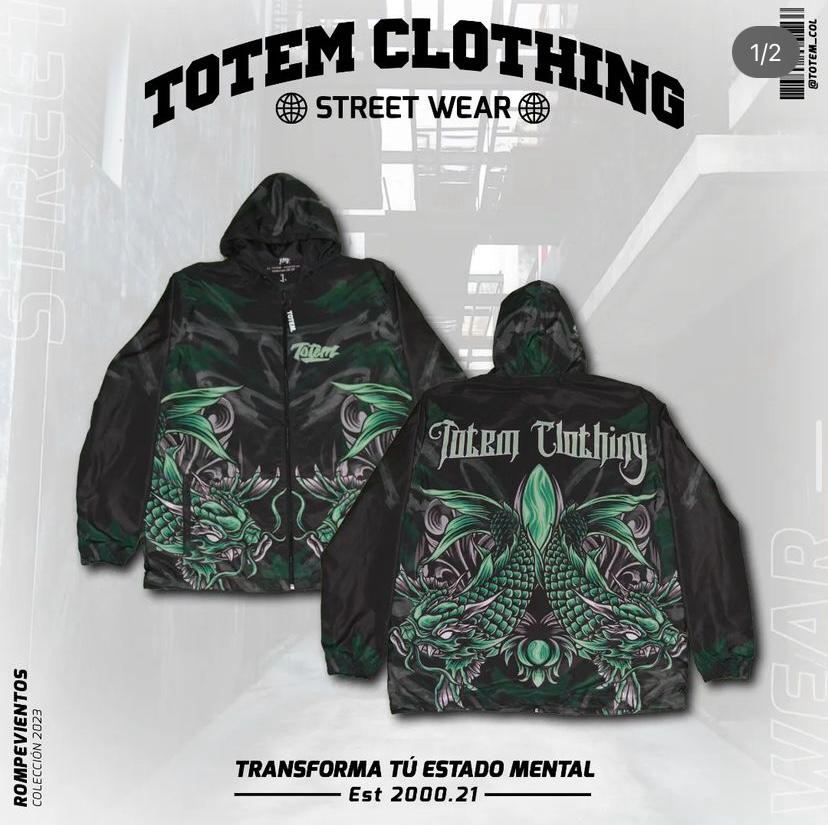 TOTEM CLOTHING
STREET WEAR
1/2
@TOTEM_COL
STREET
TOTEM
Totem
Totem Clothing
WEAR
ROMPEVIENTOS
COLECCIÓN 2023
TRANSFORMA TÚ ESTADO MENTAL
Est 2000.21